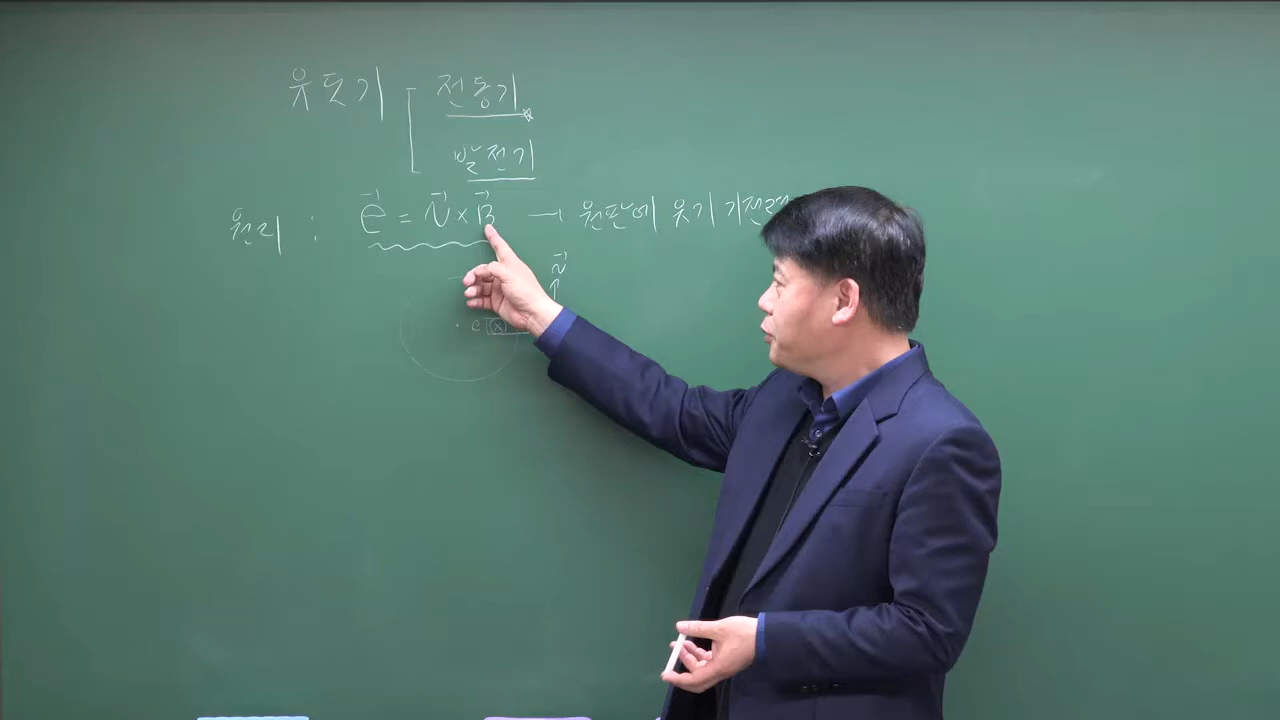 유도기 전동기
발전기
원리 : e⃗ = v⃗ × B⃗ → 원판에 유기 기전력
v⃗
↑
· e ⊗